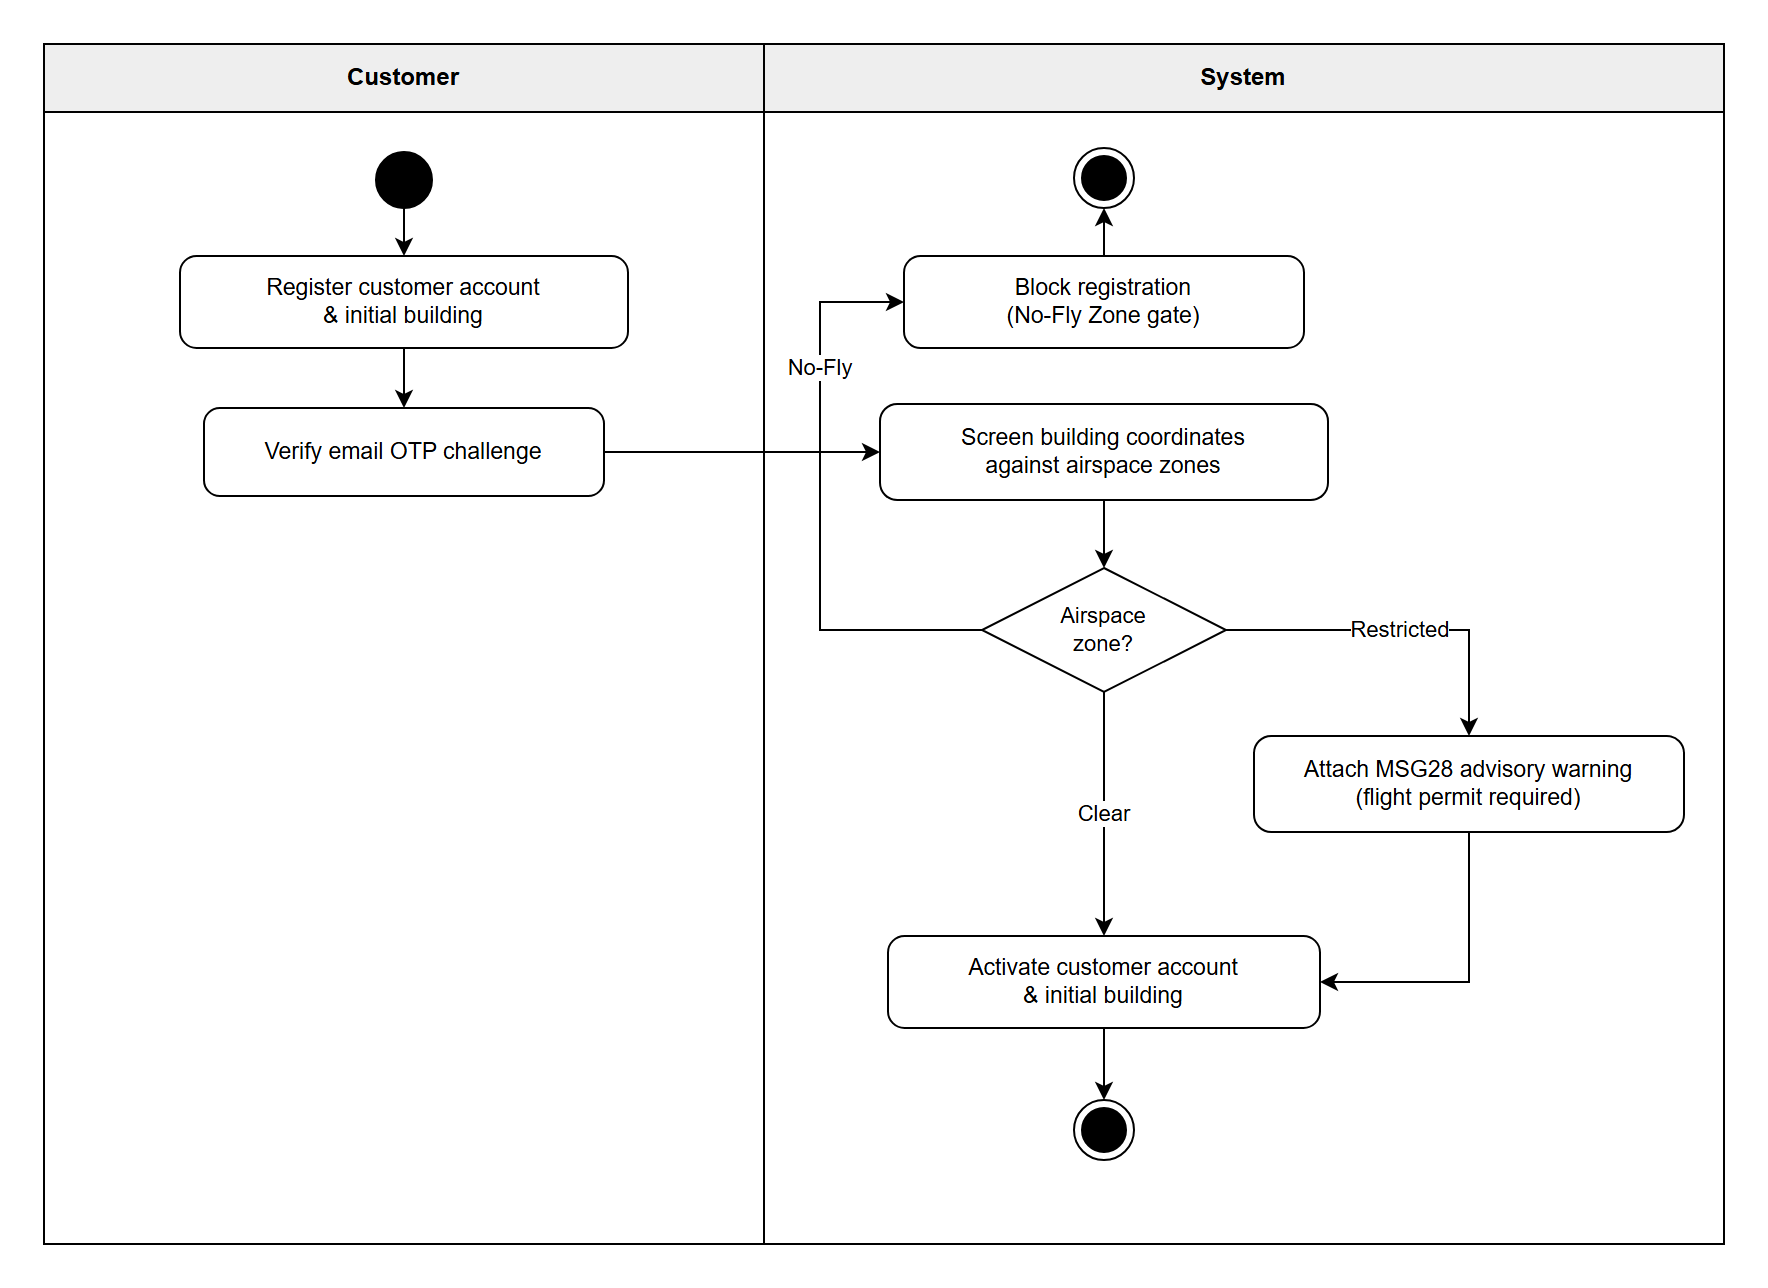 Customer
System
Register customer account
& initial building
Block registration
(No-Fly Zone gate)
No-Fly
Verify email OTP challenge
Screen building coordinates
against airspace zones
Airspace
zone?
Restricted
Attach MSG28 advisory warning
(flight permit required)
Clear
Activate customer account
& initial building